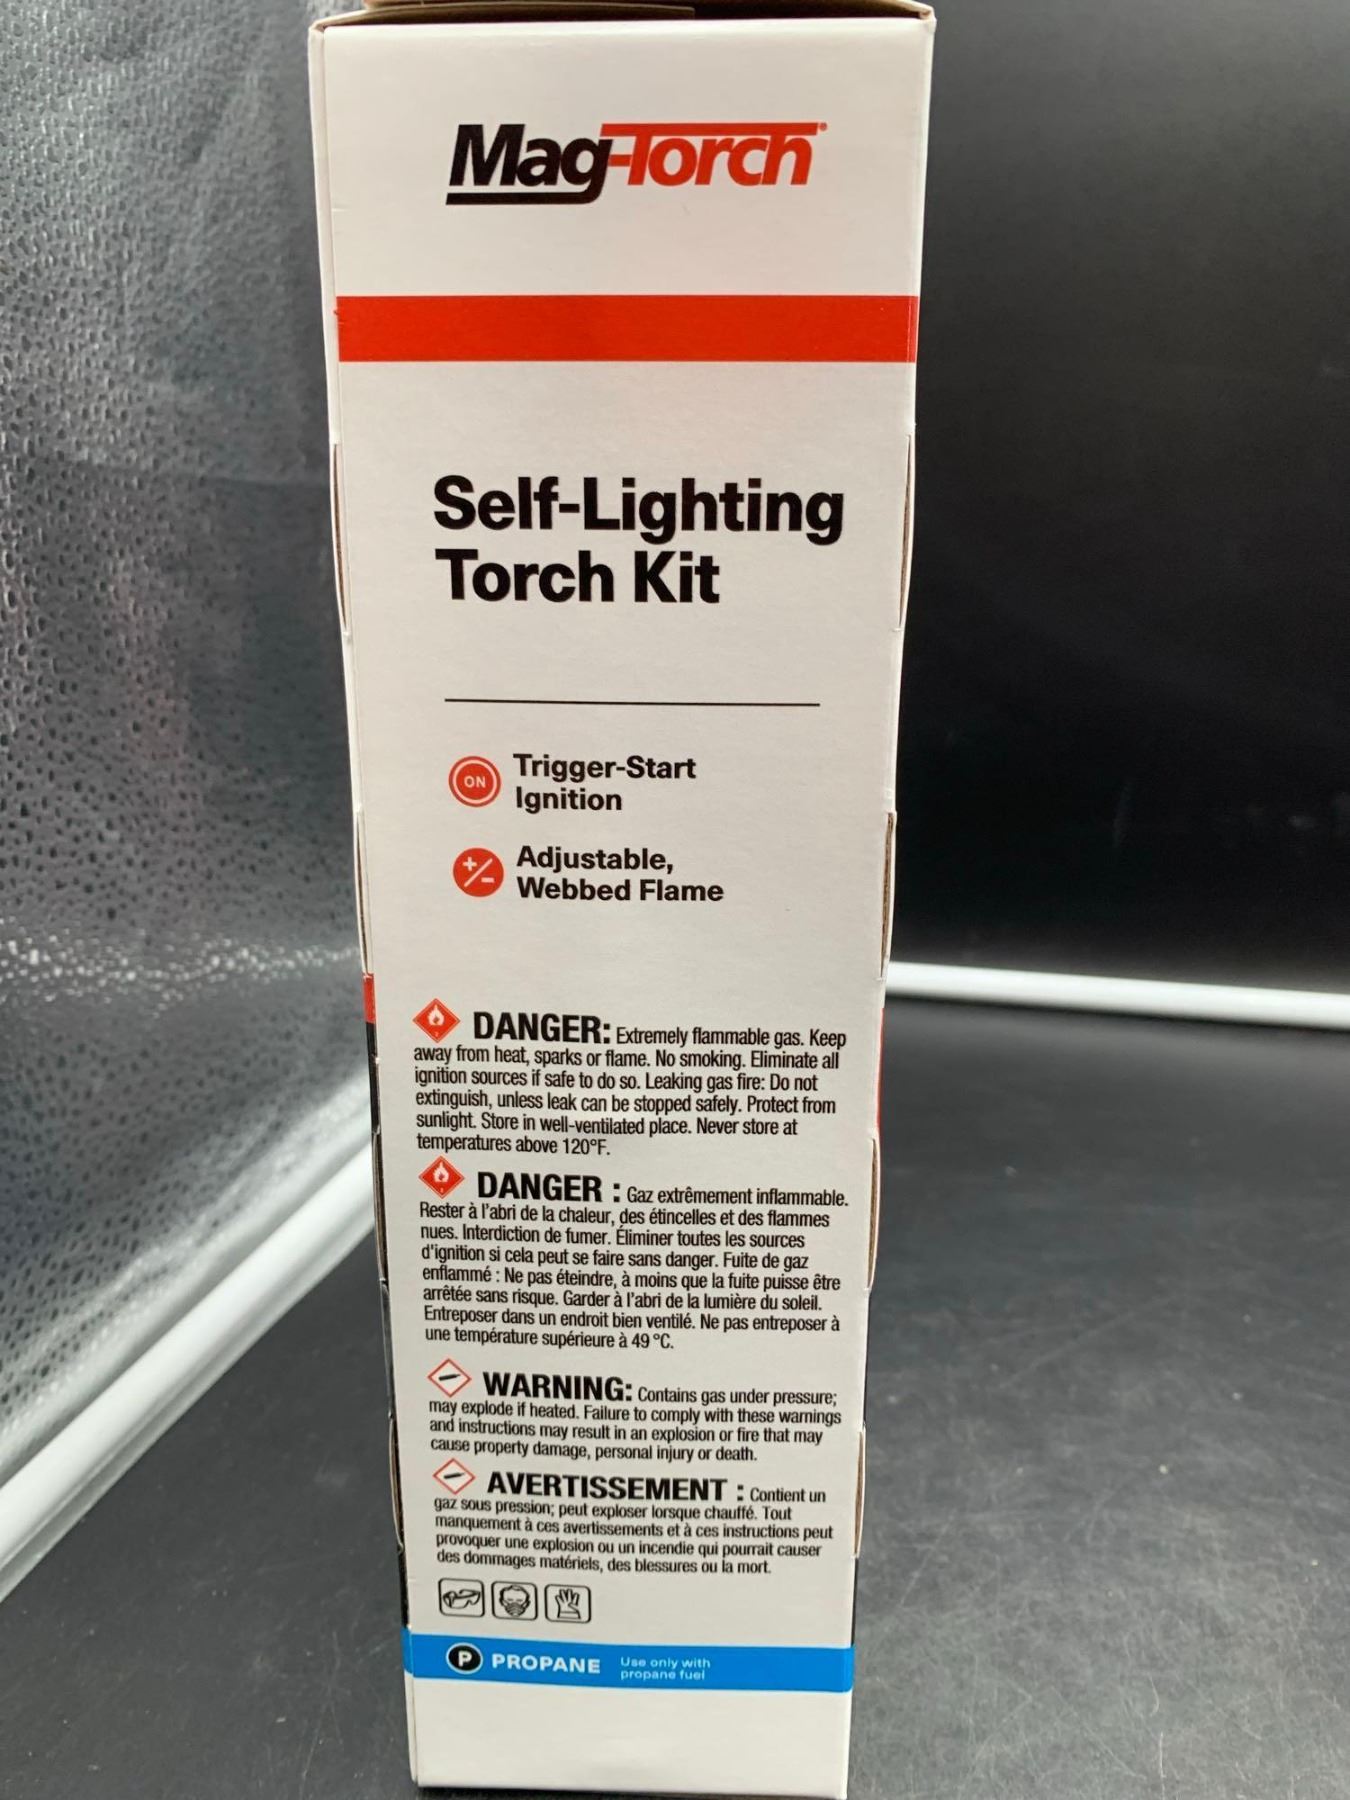 Mag-Torch®
Self-Lighting
Torch Kit
ON
Trigger-Start
Ignition
+/-
Adjustable,
Webbed Flame
DANGER: Extremely flammable gas. Keep
away from heat, sparks or flame. No smoking. Eliminate all
ignition sources if safe to do so. Leaking gas fire: Do not
extinguish, unless leak can be stopped safely. Protect from
sunlight. Store in well-ventilated place. Never store at
temperatures above 120°F.
DANGER : Gaz extrêmement inflammable.
Rester à l'abri de la chaleur, des étincelles et des flammes
nues. Interdiction de fumer. Éliminer toutes les sources
d'ignition si cela peut se faire sans danger. Fuite de gaz
enflammé : Ne pas éteindre, à moins que la fuite puisse être
arrêtée sans risque. Garder à l'abri de la lumière du soleil.
Entreposer dans un endroit bien ventilé. Ne pas entreposer à
une température supérieure à 49 °C.
WARNING: Contains gas under pressure;
may explode if heated. Failure to comply with these warnings
and instructions may result in an explosion or fire that may
cause property damage, personal injury or death.
AVERTISSEMENT : Contient un
gaz sous pression; peut exploser lorsque chauffé. Tout
manquement à ces avertissements et à ces instructions peut
provoquer une explosion ou un incendie qui pourrait causer
des dommages matériels, des blessures ou la mort.
P PROPANE Use only with
propane fuel